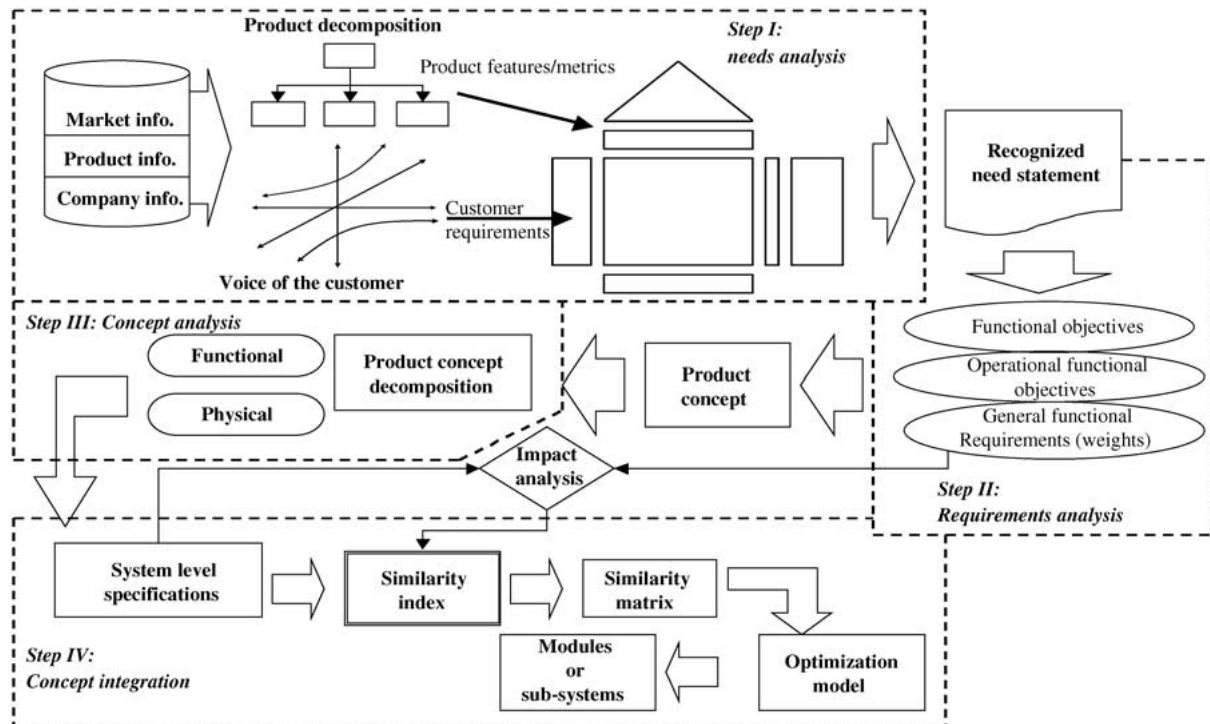 Product decomposition
Step I:
needs analysis
Product features/metrics
Market info.
Product info.
Company info.
Recognized
need statement
Customer
requirements
Voice of the customer
Step III: Concept analysis
Functional
Physical
Product concept
decomposition
Product
concept
Functional objectives
Operational functional
objectives
General functional
Requirements (weights)
Impact
analysis
Step II:
Requirements analysis
System level
specifications
Similarity
index
Similarity
matrix
Step IV:
Concept integration
Modules
or
sub-systems
Optimization
model